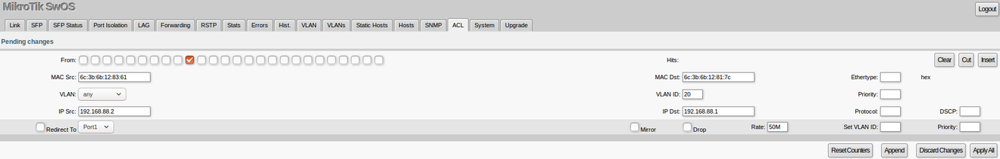 MikroTik SwOS
Logout
Link SFP SFP Status Port Isolation LAG Forwarding RSTP Stats Errors Hist. VLAN VLANs Static Hosts Hosts SNMP ACL System Upgrade
Pending changes
From: Hits: Clear Cut Insert
MAC Src: 6c:3b:6b:12:83:61 MAC Dst: 6c:3b:6b:12:81:7c Ethertype: hex
VLAN: any VLAN ID: 20 Priority:
IP Src: 192.168.88.2 IP Dst: 192.168.88.1 Protocol: DSCP:
Redirect To Port1 Mirror Drop Rate: 50M Set VLAN ID: Priority:
Reset Counters Append Discard Changes Apply All